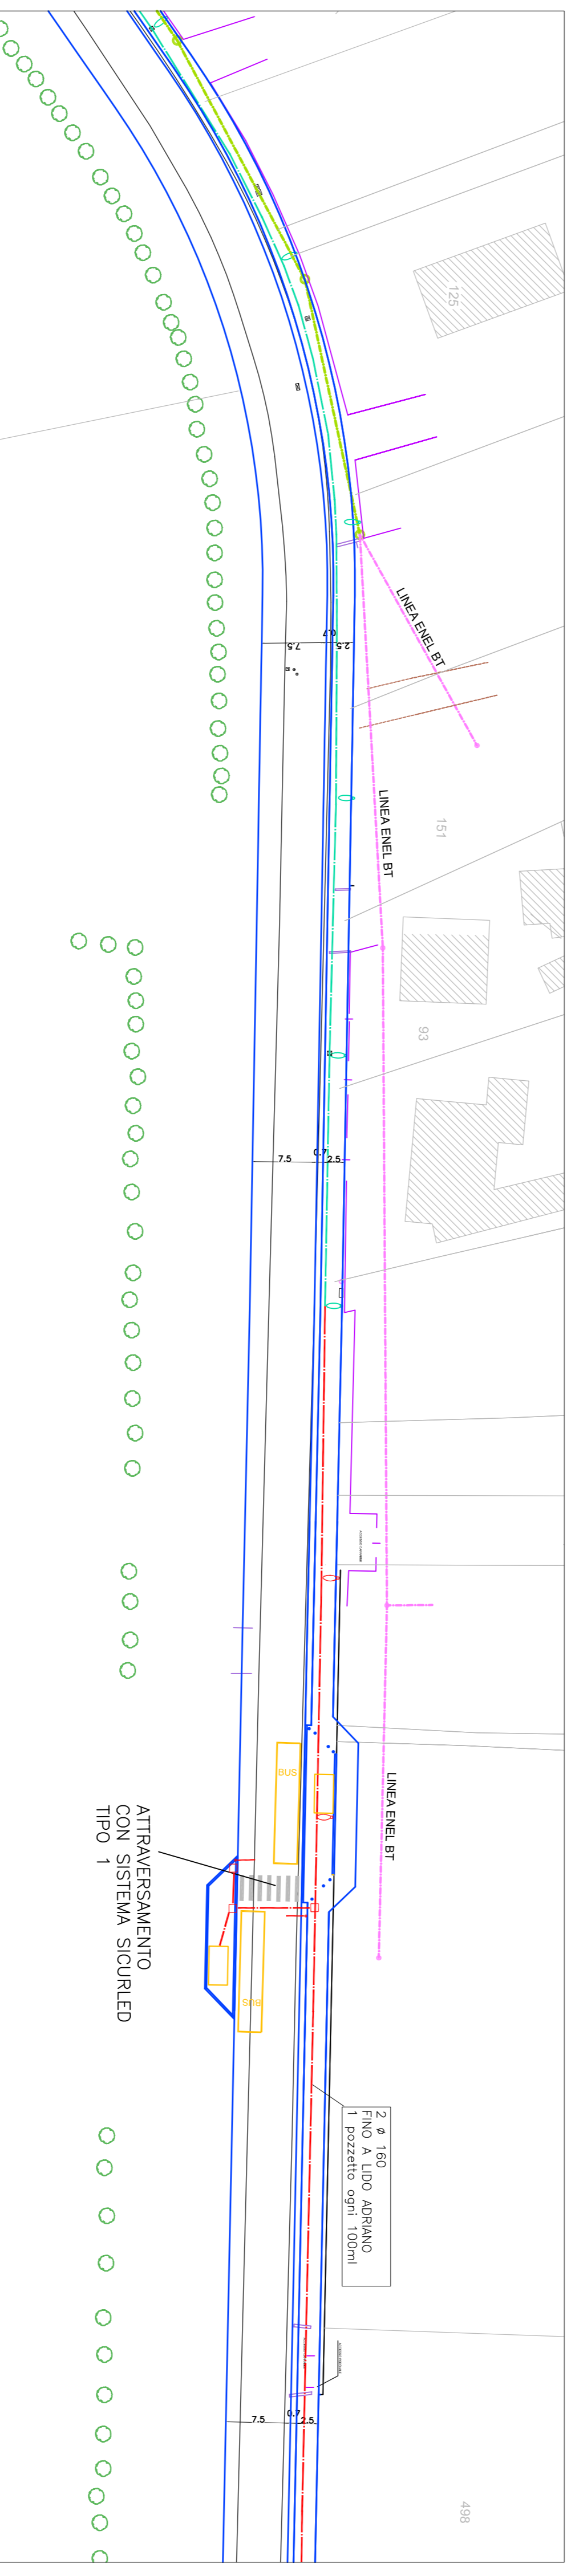 125
LINEA ENEL BT
0.7
7.5
2.5
LINEA ENEL BT
151
93
7.5
0.7
2.5
BUS
LINEA ENEL BT
ATTRAVERSAMENTO
CON SISTEMA SICURLED
TIPO 1
BUS
2 ø 160
FINO A LIDO ADRIANO
1 pozzetto ogni 100ml
7.5
0.7
2.5
498